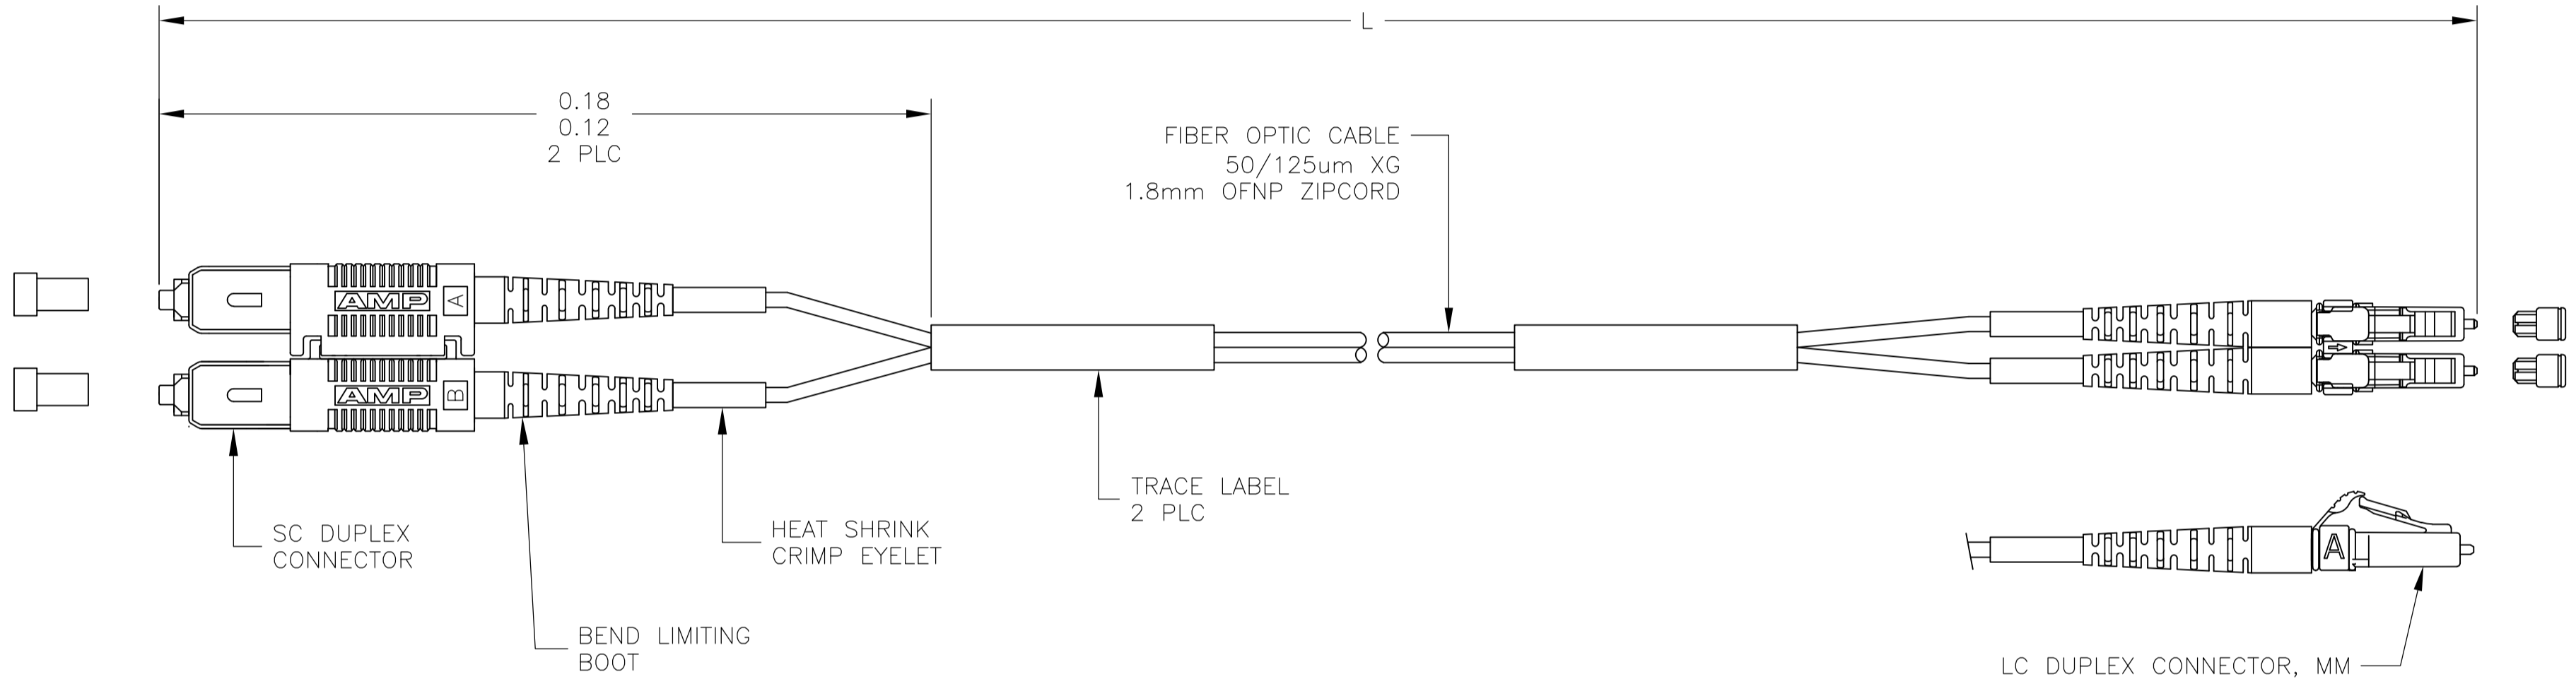 L
0.18
0.12
2 PLC
FIBER OPTIC CABLE
50/125um XG
1.8mm OFNP ZIPCORD
AMP
A
AMP
B
TRACE LABEL
2 PLC
SC DUPLEX
CONNECTOR
HEAT SHRINK
CRIMP EYELET
A
BEND LIMITING
BOOT
LC DUPLEX CONNECTOR, MM